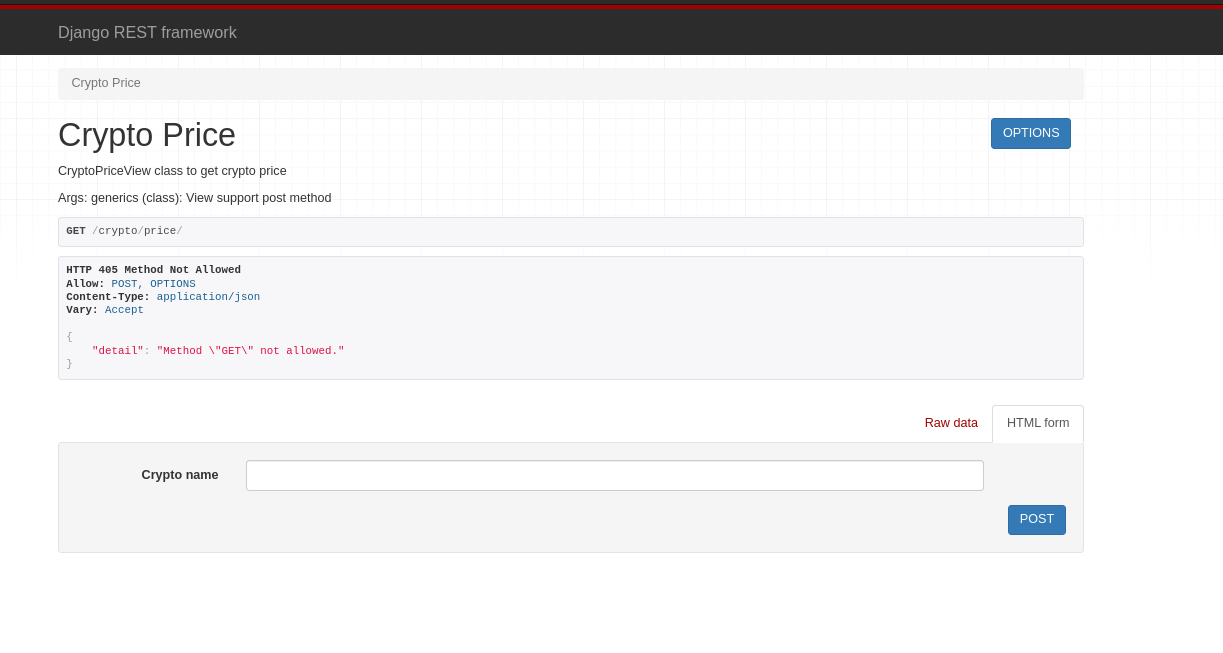 Django REST framework
Crypto Price
Crypto Price
OPTIONS
CryptoPriceView class to get crypto price
Args: generics (class): View support post method
GET /crypto/price/
HTTP 405 Method Not Allowed
Allow: POST, OPTIONS
Content-Type: application/json
Vary: Accept
{
    "detail": "Method \"GET\" not allowed."
}
Raw data
HTML form
Crypto name
POST